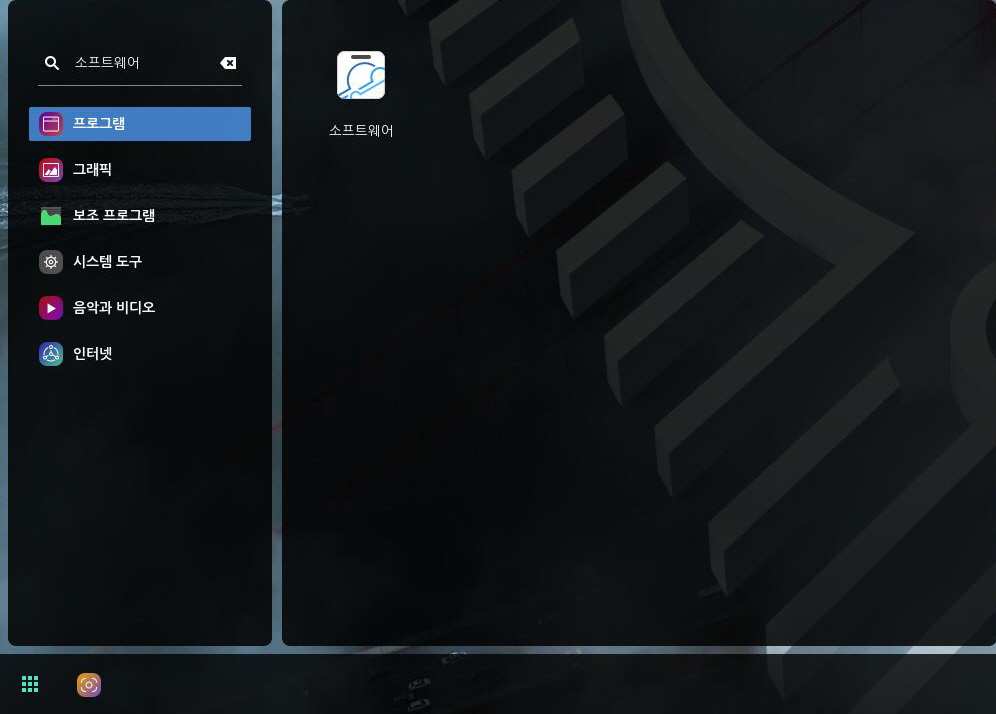 소프트웨어
프로그램
그래픽
보조 프로그램
시스템 도구
음악과 비디오
인터넷
소프트웨어